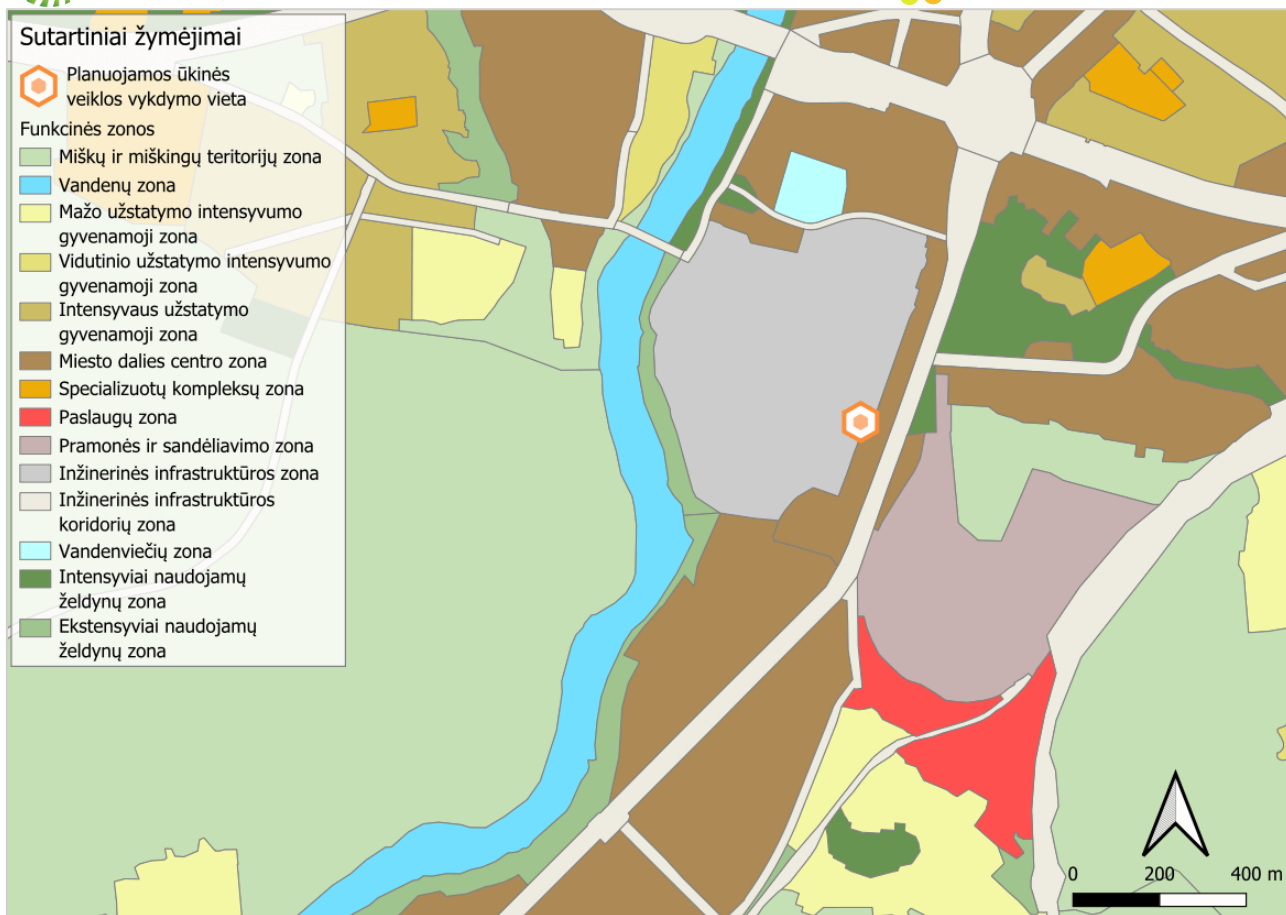 Sutartiniai žymėjimai
Planuojamos ūkinės
veiklos vykdymo vieta
Funkcinės zonos
Miškų ir miškingų teritorijų zona
Vandenų zona
Mažo užstatymo intensyvumo
gyvenamoji zona
Vidutinio užstatymo intensyvumo
gyvenamoji zona
Intensyvaus užstatymo
gyvenamoji zona
Miesto dalies centro zona
Specializuotų kompleksų zona
Paslaugų zona
Pramonės ir sandėliavimo zona
Inžinerinės infrastruktūros zona
Inžinerinės infrastruktūros
koridorių zona
Vandenviečių zona
Intensyviai naudojamų
želdynų zona
Ekstensyviai naudojamų
želdynų zona
0 200 400 m